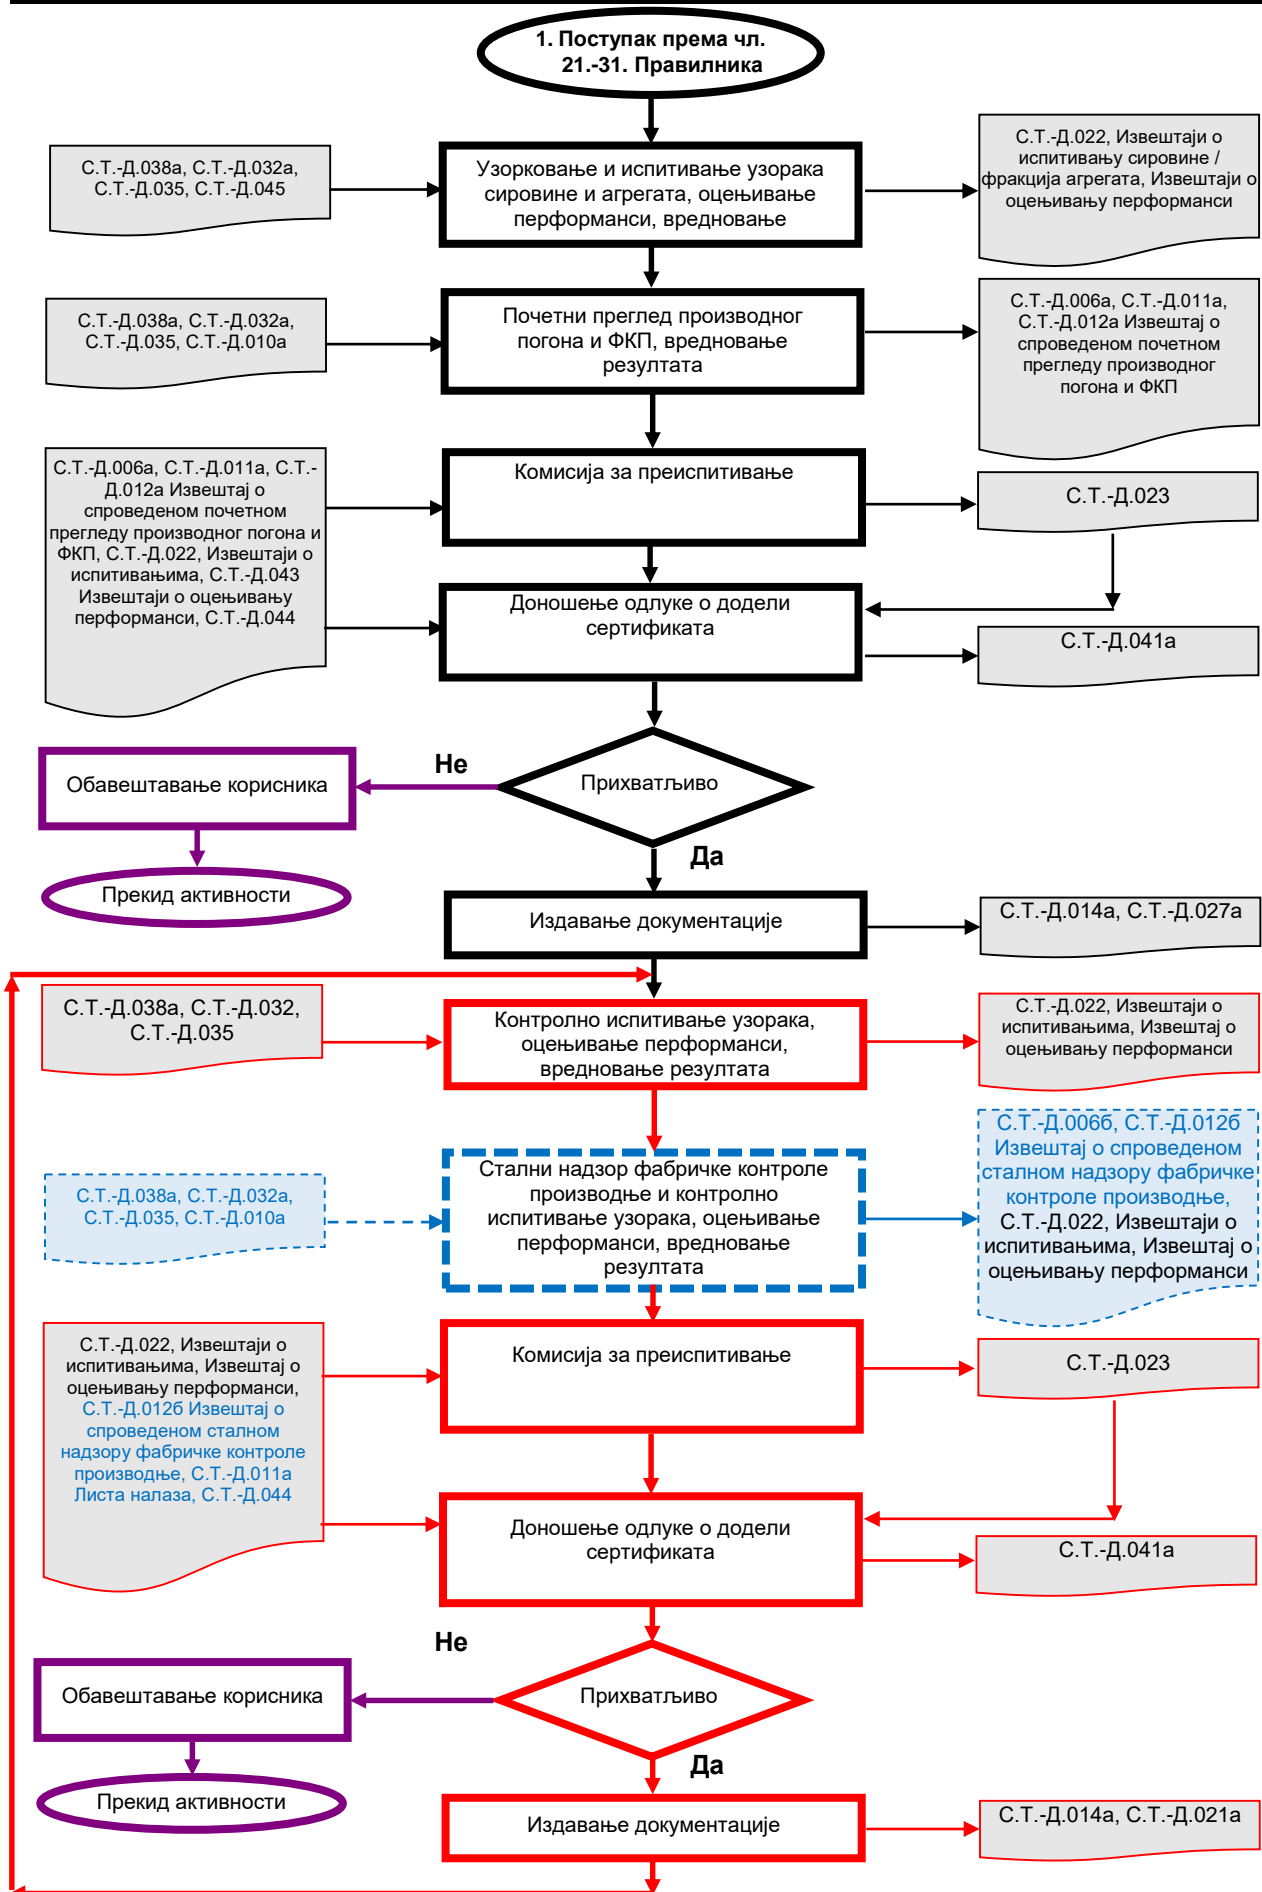 1. Поступак према чл.
21.-31. Правилника
С.Т.-Д.038а, С.Т.-Д.032а,
С.Т.-Д.035, С.Т.-Д.045
Узорковање и испитивање узорака
сировине и агрегата, оцењивање
перформанси, вредновање
С.Т.-Д.022, Извештаји о
испитивању сировине /
фракција агрегата, Извештаји о
оцењивању перформанси
С.Т.-Д.038а, С.Т.-Д.032а,
С.Т.-Д.035, С.Т.-Д.010а
Почетни преглед производног
погона и ФКП, вредновање
резултата
С.Т.-Д.006а, С.Т.-Д.011а,
С.Т.-Д.012а Извештај о
спроведеном почетном
прегледу производног
погона и ФКП
С.Т.-Д.006а, С.Т.-Д.011а, С.Т.-
Д.012а Извештај о
спроведеном почетном
прегледу производног погона и
ФКП, С.Т.-Д.022, Извештаји о
испитивањима, С.Т.-Д.043
Извештаји о оцењивању
перформанси, С.Т.-Д.044
Комисија за преиспитивање
С.Т.-Д.023
Доношење одлуке о додели
сертификата
С.Т.-Д.041а
Прихватљиво
Не
Обавештавање корисника
Прекид активности
Да
Издавање документације
С.Т.-Д.014а, С.Т.-Д.027а
С.Т.-Д.038а, С.Т.-Д.032,
С.Т.-Д.035
Контролно испитивање узорака,
оцењивање перформанси,
вредновање резултата
С.Т.-Д.022, Извештаји о
испитивањима, Извештај о
оцењивању перформанси
С.Т.-Д.038а, С.Т.-Д.032а,
С.Т.-Д.035, С.Т.-Д.010а
Стални надзор фабричке контроле
производње и контролно
испитивање узорака, оцењивање
перформанси, вредновање
резултата
С.Т.-Д.006б, С.Т.-Д.012б
Извештај о спроведеном
сталном надзору фабричке
контроле производње,
С.Т.-Д.022, Извештаји о
испитивањима, Извештај о
оцењивању перформанси
С.Т.-Д.022, Извештаји о
испитивањима, Извештај о
оцењивању перформанси,
С.Т.-Д.012б Извештај о
спроведеном сталном
надзору фабричке контроле
производње, С.Т.-Д.011а
Листа налаза, С.Т.-Д.044
Комисија за преиспитивање
С.Т.-Д.023
Доношење одлуке о додели
сертификата
С.Т.-Д.041а
Не
Прихватљиво
Обавештавање корисника
Прекид активности
Да
Издавање документације
С.Т.-Д.014а, С.Т.-Д.021а